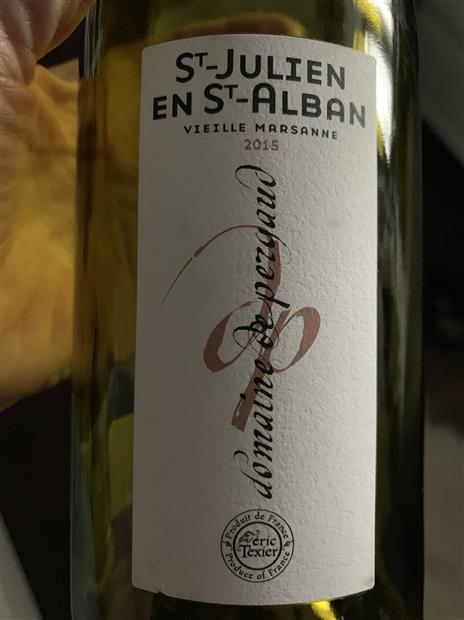 ST-JULIEN
EN ST-ALBAN
VIEILLE MARSANNE
2015
domaine de pergaud
Produit de France
éric
Texier
Produce of France